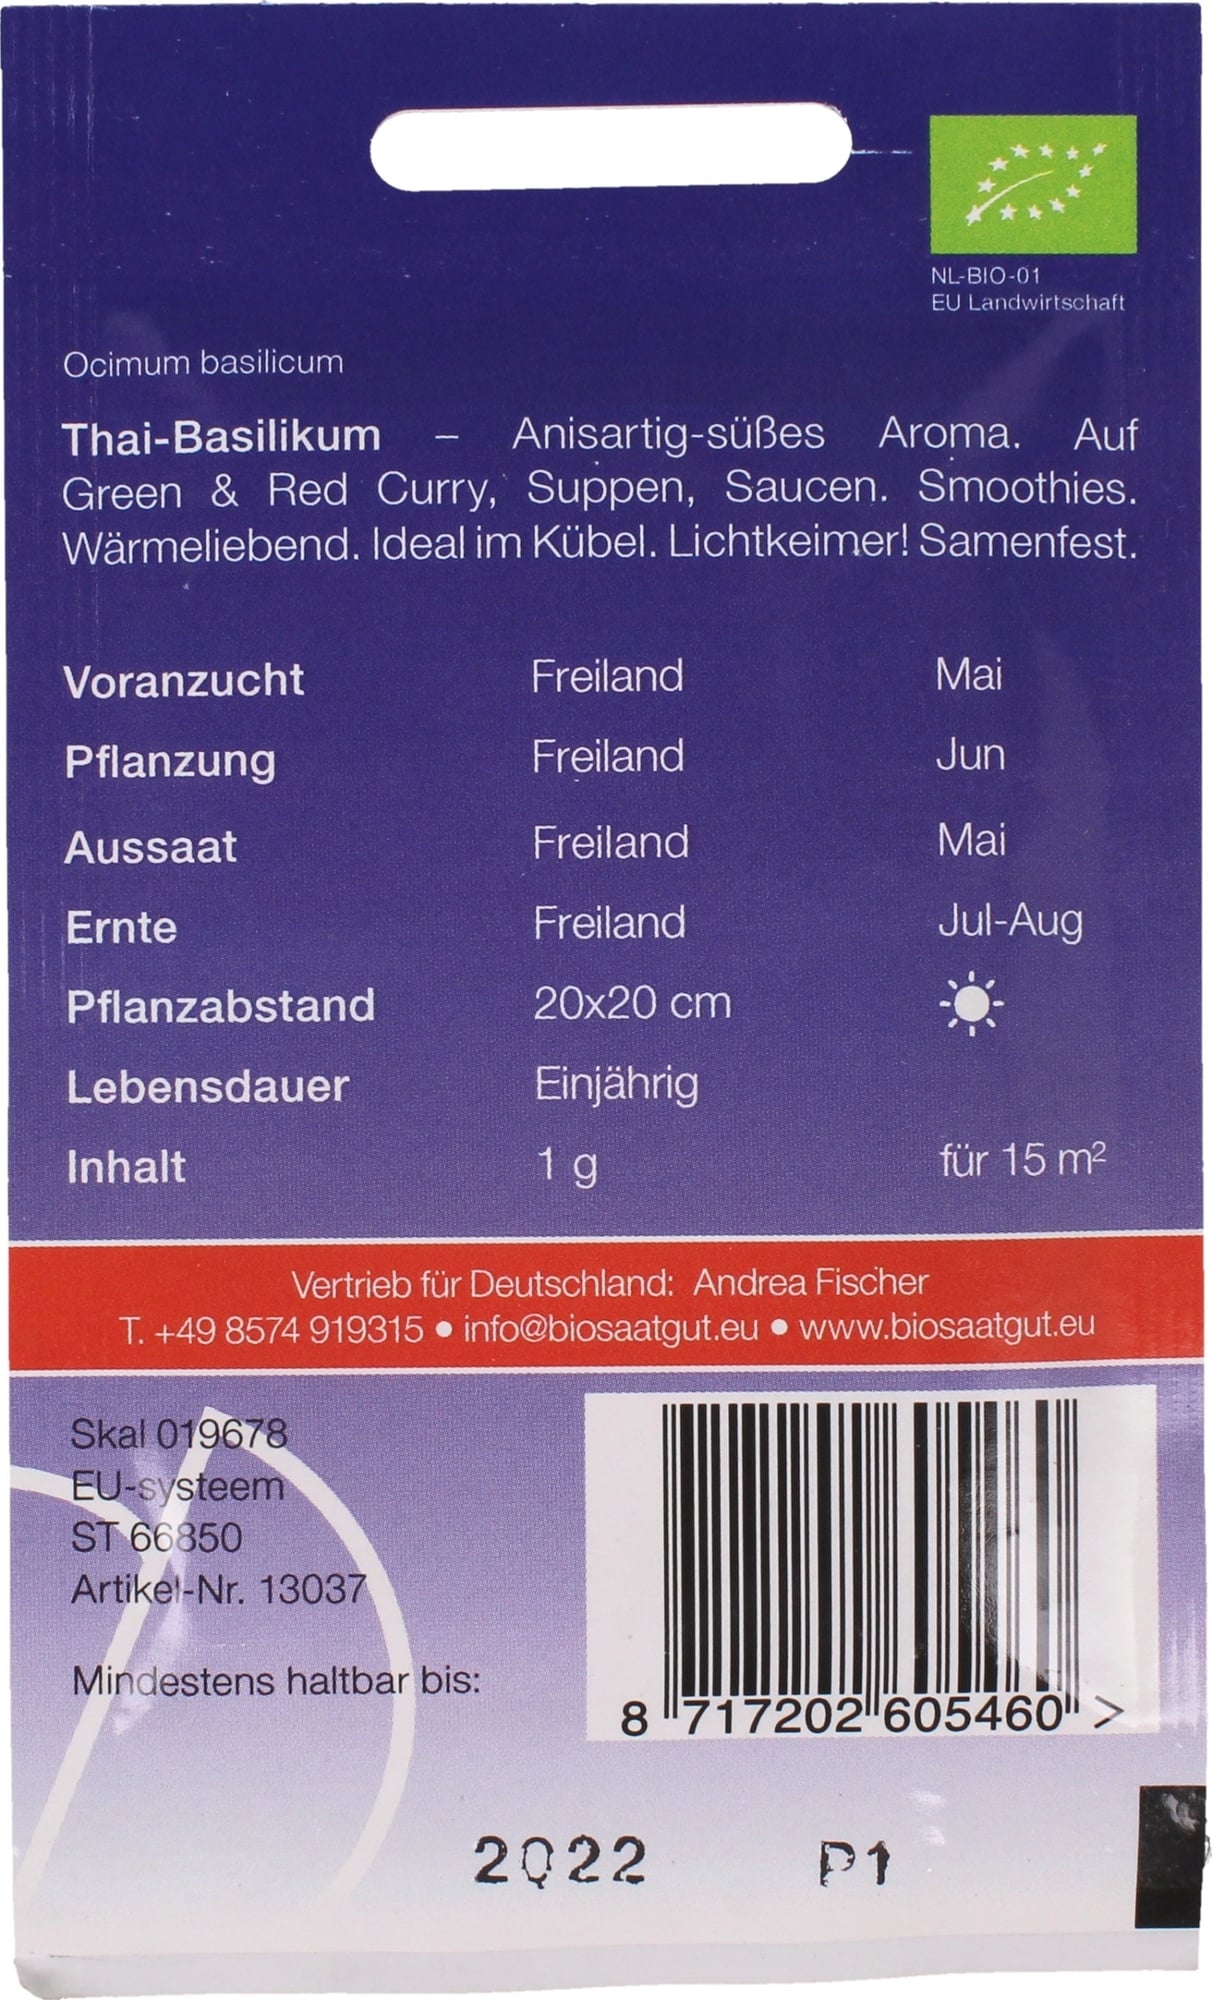 NL-BIO-01
EU Landwirtschaft
Ocimum basilicum
Thai-Basilikum – Anisartig-süßes Aroma. Auf
Green & Red Curry, Suppen, Saucen. Smoothies.
Wärmeliebend. Ideal im Kübel. Lichtkeimer! Samenfest.
Voranzucht Freiland Mai
Pflanzung Freiland Jun
Aussaat Freiland Mai
Ernte Freiland Jul-Aug
Pflanzabstand 20x20 cm
Lebensdauer Einjährig
Inhalt 1 g für 15 m²
Vertrieb für Deutschland: Andrea Fischer
T. +49 8574 919315 • info@biosaatgut.eu • www.biosaatgut.eu
Skal 019678
EU-systeem
ST 66850
Artikel-Nr. 13037
Mindestens haltbar bis:
8 717202 605460 >
2022 P1